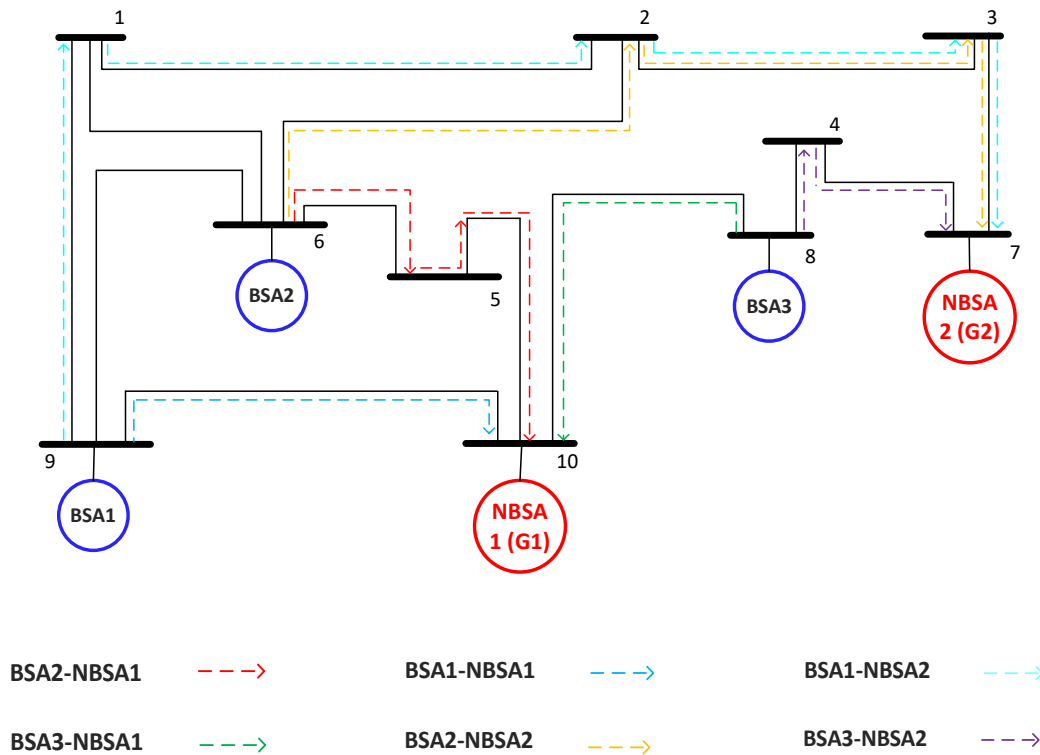 1
2
3
4
6
BSA2
5
8
BSA3
7
NBSA
2 (G2)
9
BSA1
10
NBSA
1 (G1)
BSA2-NBSA1
BSA1-NBSA1
BSA1-NBSA2
BSA3-NBSA1
BSA2-NBSA2
BSA3-NBSA2